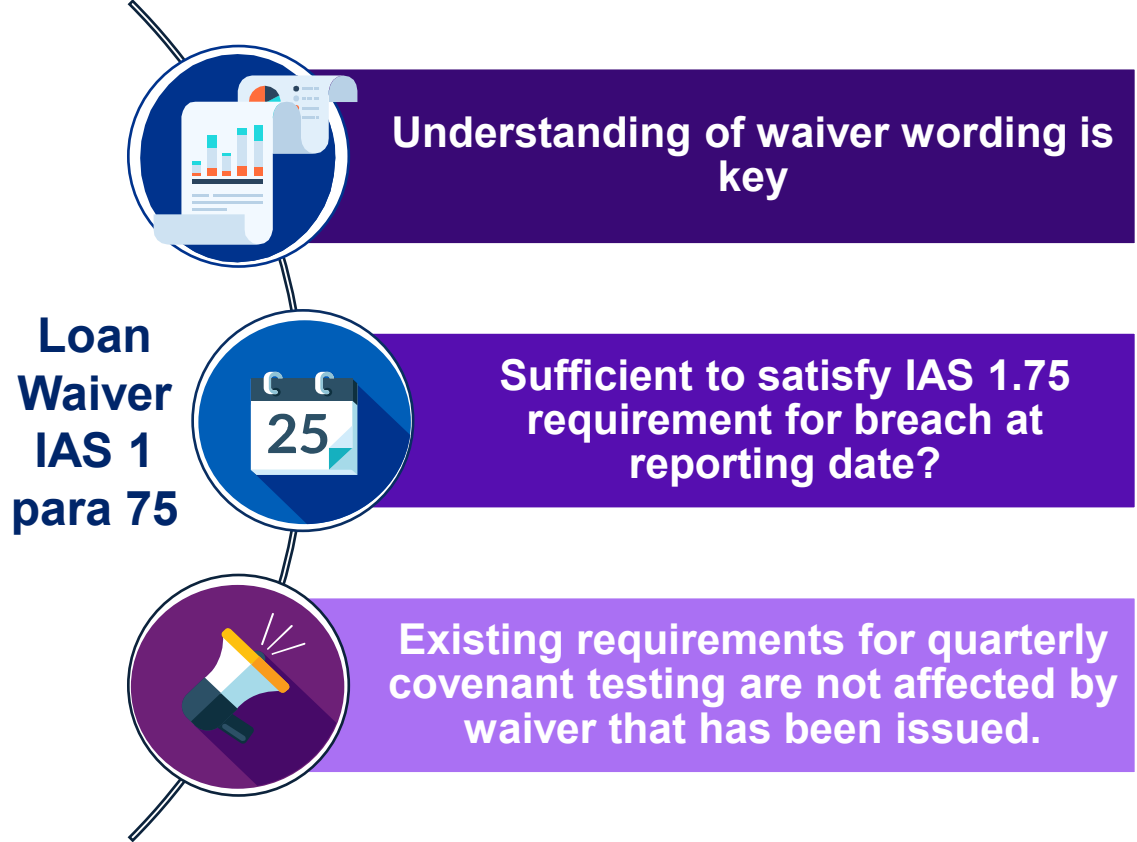 Understanding of waiver wording is
key
Loan
Waiver
IAS 1
para 75
25
Sufficient to satisfy IAS 1.75
requirement for breach at
reporting date?
Existing requirements for quarterly
covenant testing are not affected by
waiver that has been issued.